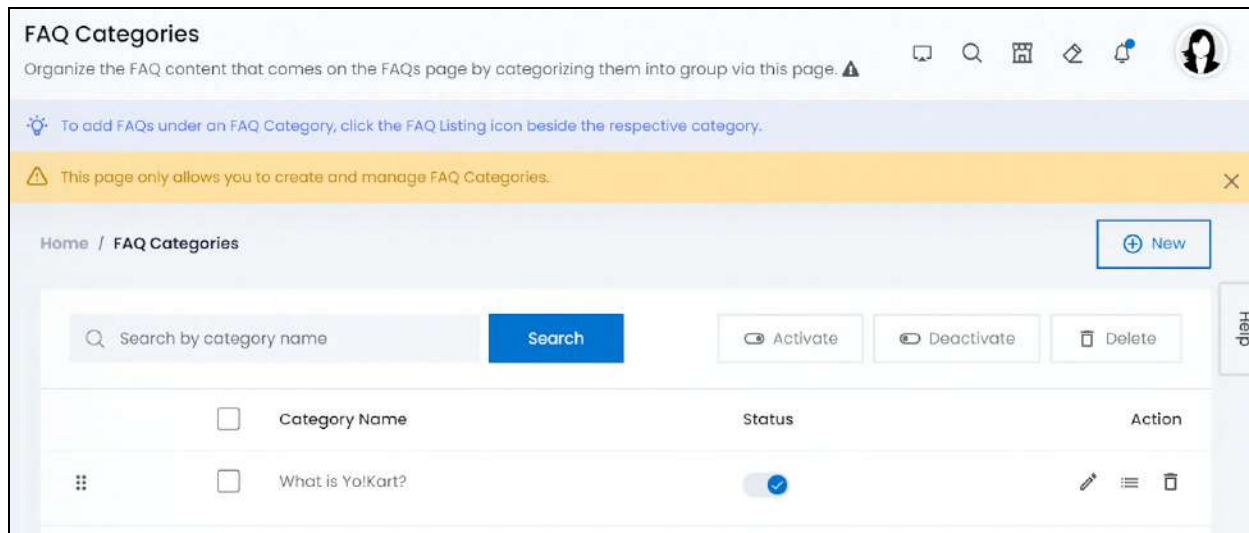 FAQ Categories
Organize the FAQ content that comes on the FAQs page by categorizing them into group via this page.
To add FAQs under an FAQ Category, click the FAQ Listing icon beside the respective category.
This page only allows you to create and manage FAQ Categories.
Home / FAQ Categories
New
Help
Search by category name
Search
Activate
Deactivate
Delete
Category Name
Status
Action
What is Yo!Kart?